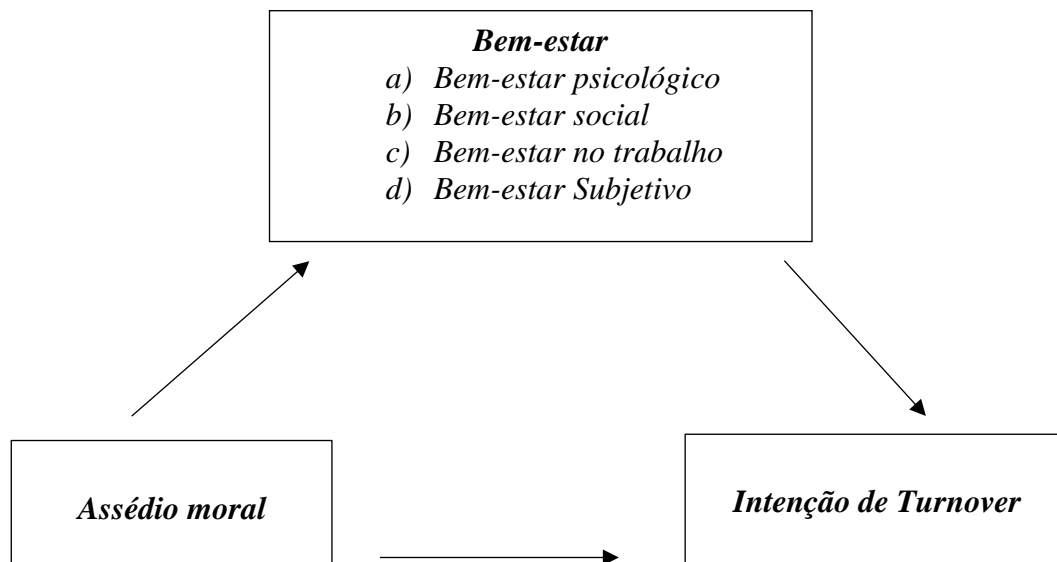 Bem-estar
a) Bem-estar psicológico
b) Bem-estar social
c) Bem-estar no trabalho
d) Bem-estar Subjetivo
Assédio moral
Intenção de Turnover